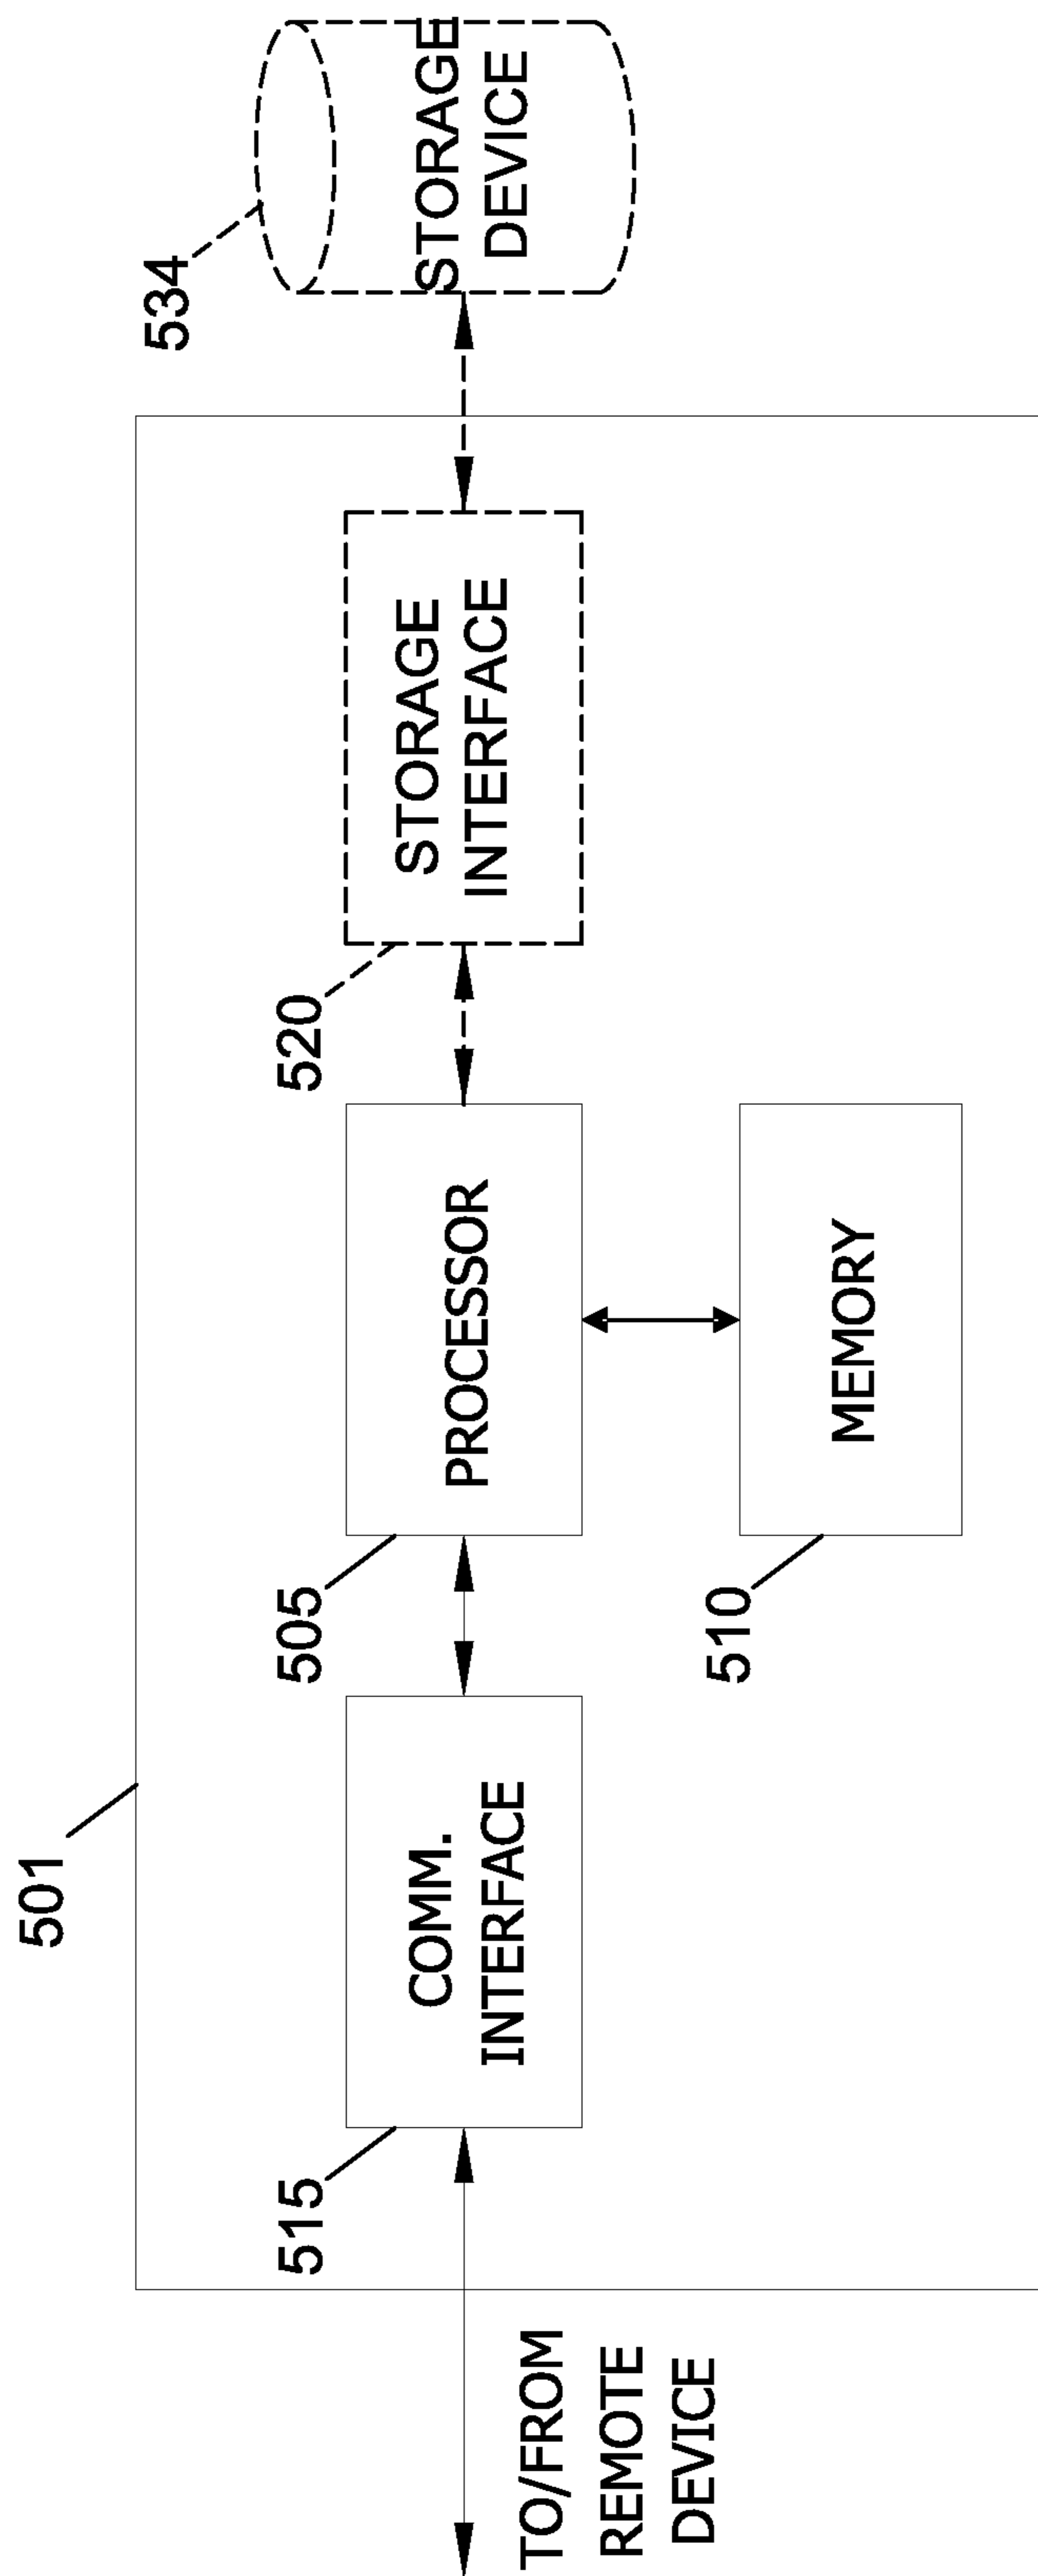 501
534
515
505
520
COMM.
INTERFACE
PROCESSOR
STORAGE
INTERFACE
STORAGE
DEVICE
TO/FROM
REMOTE
DEVICE
510
MEMORY